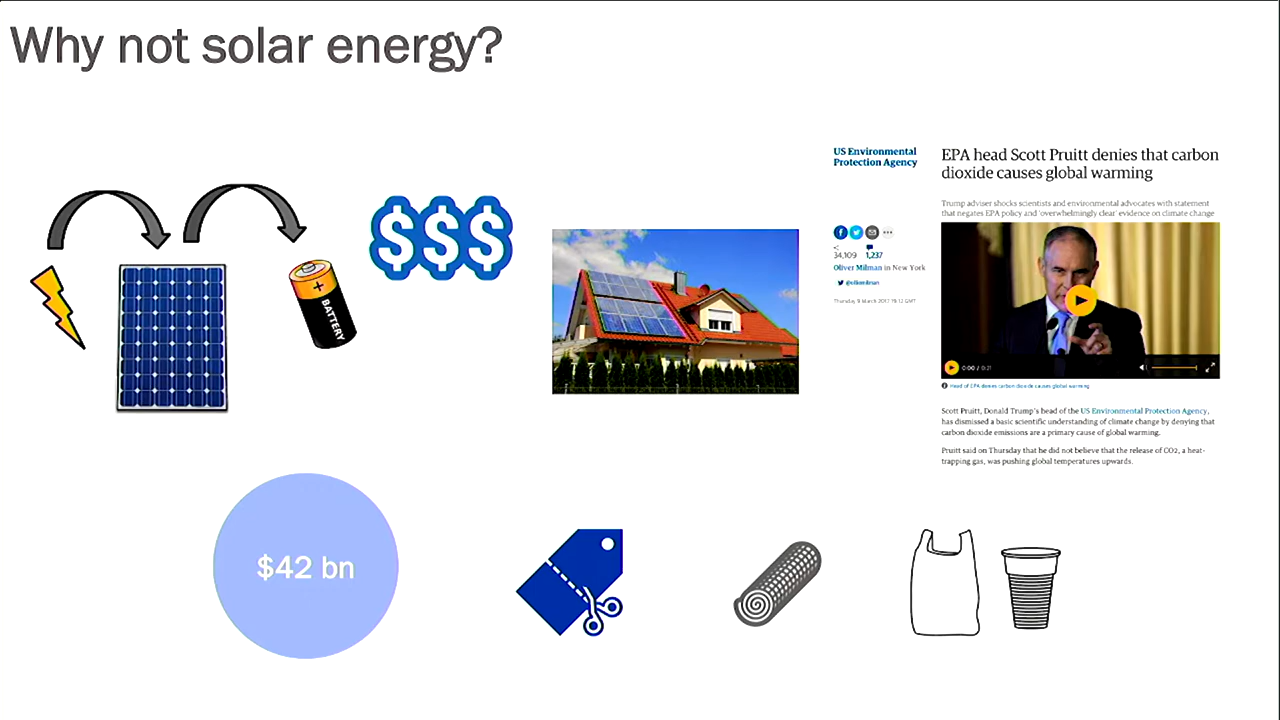 Why not solar energy?
US Environmental
Protection Agency
EPA head Scott Pruitt denies that carbon
dioxide causes global warming
Trump adviser shocks scientists and environmental advocates with statement
that negates EPA policy and 'overwhelmingly clear' evidence on climate change
34,109 1,237
Oliver Milman in New York
@olliemilman
Thursday 9 March 2017 19.12 GMT
$$$
+
BATTERY
0:00 / 0:21
Head of EPA denies carbon dioxide causes global warming
Scott Pruitt, Donald Trump's head of the US Environmental Protection Agency,
has dismissed a basic scientific understanding of climate change by denying that
carbon dioxide emissions are a primary cause of global warming.
Pruitt said on Thursday that he did not believe that the release of CO2, a heat-
trapping gas, was pushing global temperatures upwards.
$42 bn